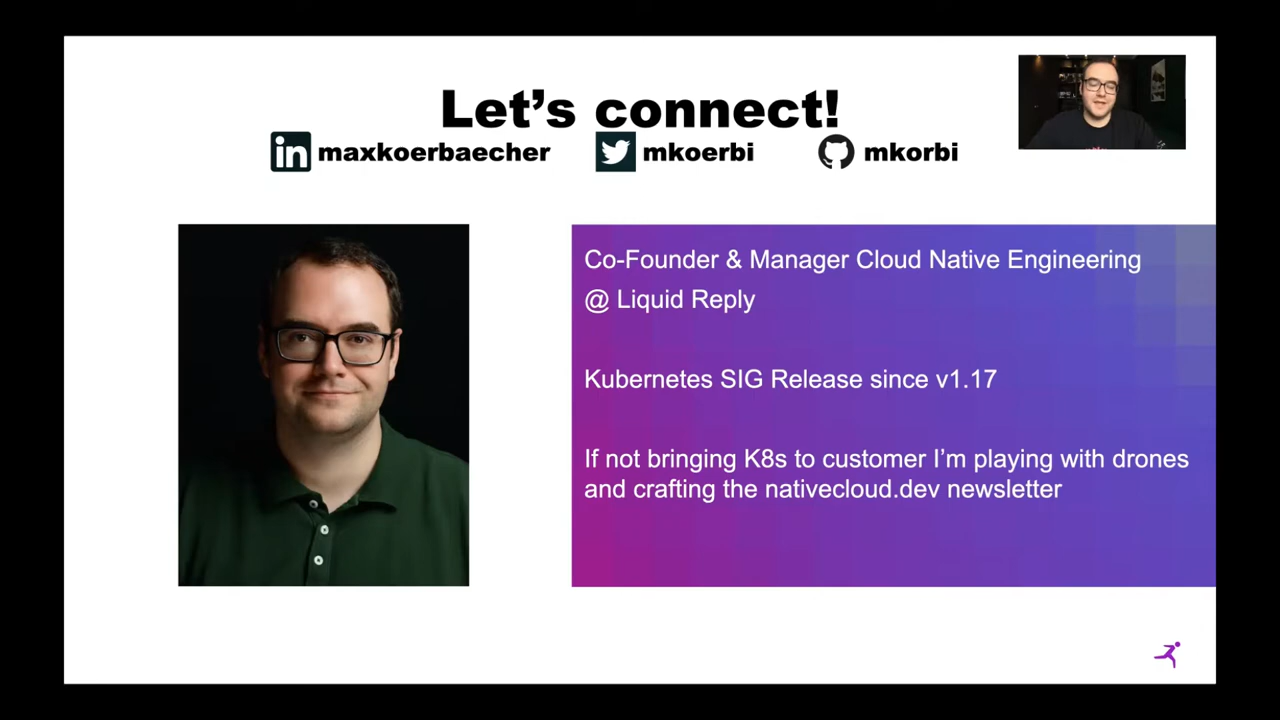 Let's connect!
maxkoerbaecher mkoerbi mkorbi
Co-Founder & Manager Cloud Native Engineering
@ Liquid Reply
Kubernetes SIG Release since v1.17
If not bringing K8s to customer I'm playing with drones
and crafting the nativecloud.dev newsletter